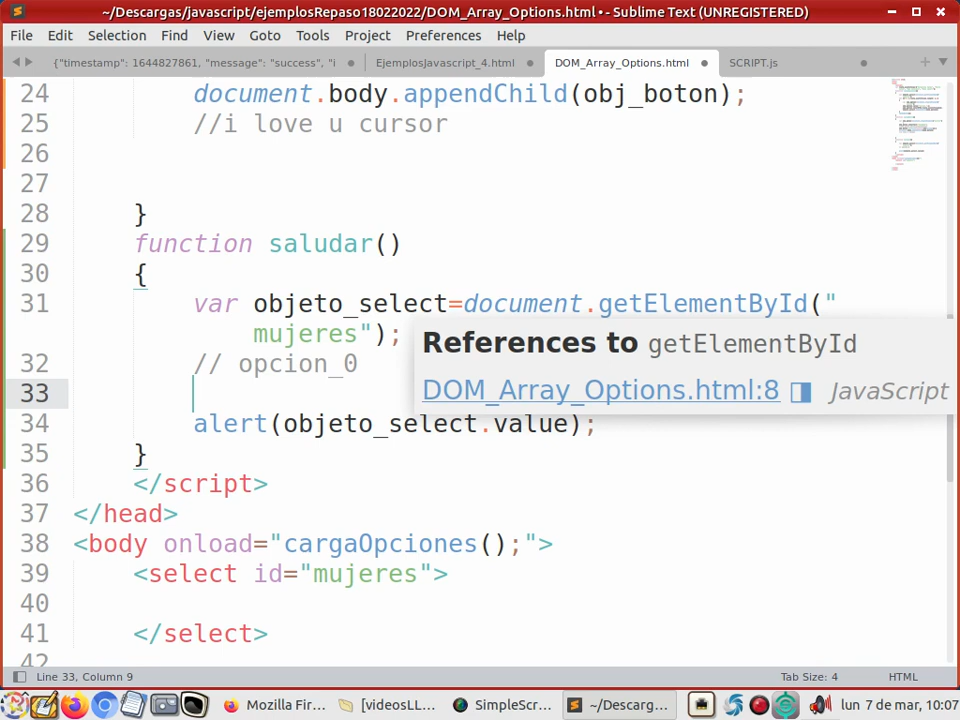 ~/Descargas/javascript/ejemplosRepaso18022022/DOM_Array_Options.html • - Sublime Text (UNREGISTERED)
File Edit Selection Find View Goto Tools Project Preferences Help
{"timestamp": 1644827861, "message": "success", "i EjemplosJavascript_4.html DOM_Array_Options.html SCRIPT.js
24 document.body.appendChild(obj_boton);
25 //i love u cursor
26
27
28 }
29 function saludar()
30 {
31 var objeto_select=document.getElementById("
mujeres");
32 // opcion_0
33
34 alert(objeto_select.value);
35 }
36 </script>
37 </head>
38 <body onload="cargaOpciones();">
39 <select id="mujeres">
40
41 </select>
42
References to getElementById
DOM_Array_Options.html:8 JavaScript
Line 33, Column 9 Tab Size: 4 HTML
Mozilla Fir... [videosLL... SimpleScr... ~/Descarg... lun 7 de mar, 10:07